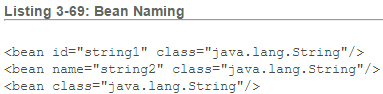 Listing 3-69: Bean Naming
<bean id="string1" class="java.lang.String"/>
<bean name="string2" class="java.lang.String"/>
<bean class="java.lang.String"/>